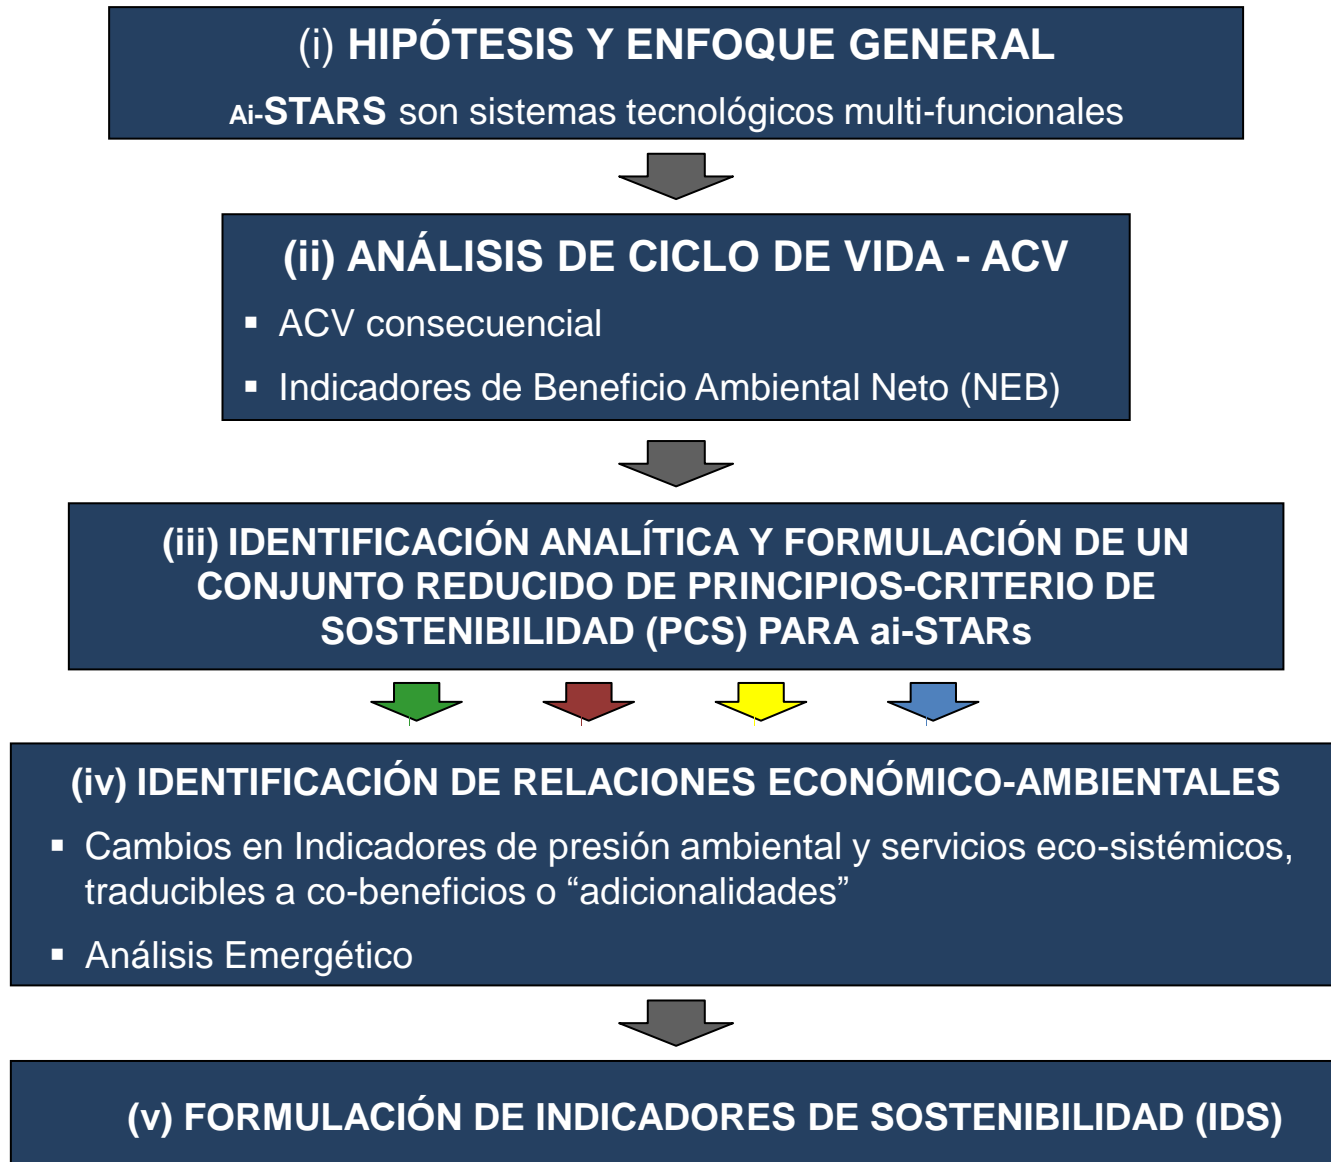 (i) HIPÓTESIS Y ENFOQUE GENERAL
Ai-STARS son sistemas tecnológicos multi-funcionales
(ii) ANÁLISIS DE CICLO DE VIDA - ACV
▪ ACV consecuencial
▪ Indicadores de Beneficio Ambiental Neto (NEB)
(iii) IDENTIFICACIÓN ANALÍTICA Y FORMULACIÓN DE UN
CONJUNTO REDUCIDO DE PRINCIPIOS-CRITERIO DE
SOSTENIBILIDAD (PCS) PARA ai-STARs
(iv) IDENTIFICACIÓN DE RELACIONES ECONÓMICO-AMBIENTALES
▪ Cambios en Indicadores de presión ambiental y servicios eco-sistémicos,
traducibles a co-beneficios o “adicionalidades”
▪ Análisis Emergético
(v) FORMULACIÓN DE INDICADORES DE SOSTENIBILIDAD (IDS)